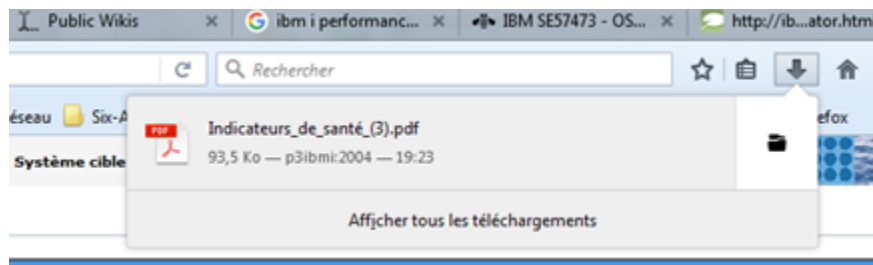 Public Wikis
ibm i performanc...
IBM SE57473 - OS...
http://ib...ator.htm
Rechercher
éseau
Six-A
efox
Système cible
PDF
Indicateurs_de_santé_(3).pdf
93,5 Ko — p3ibmi:2004 — 19:23
Afficher tous les téléchargements